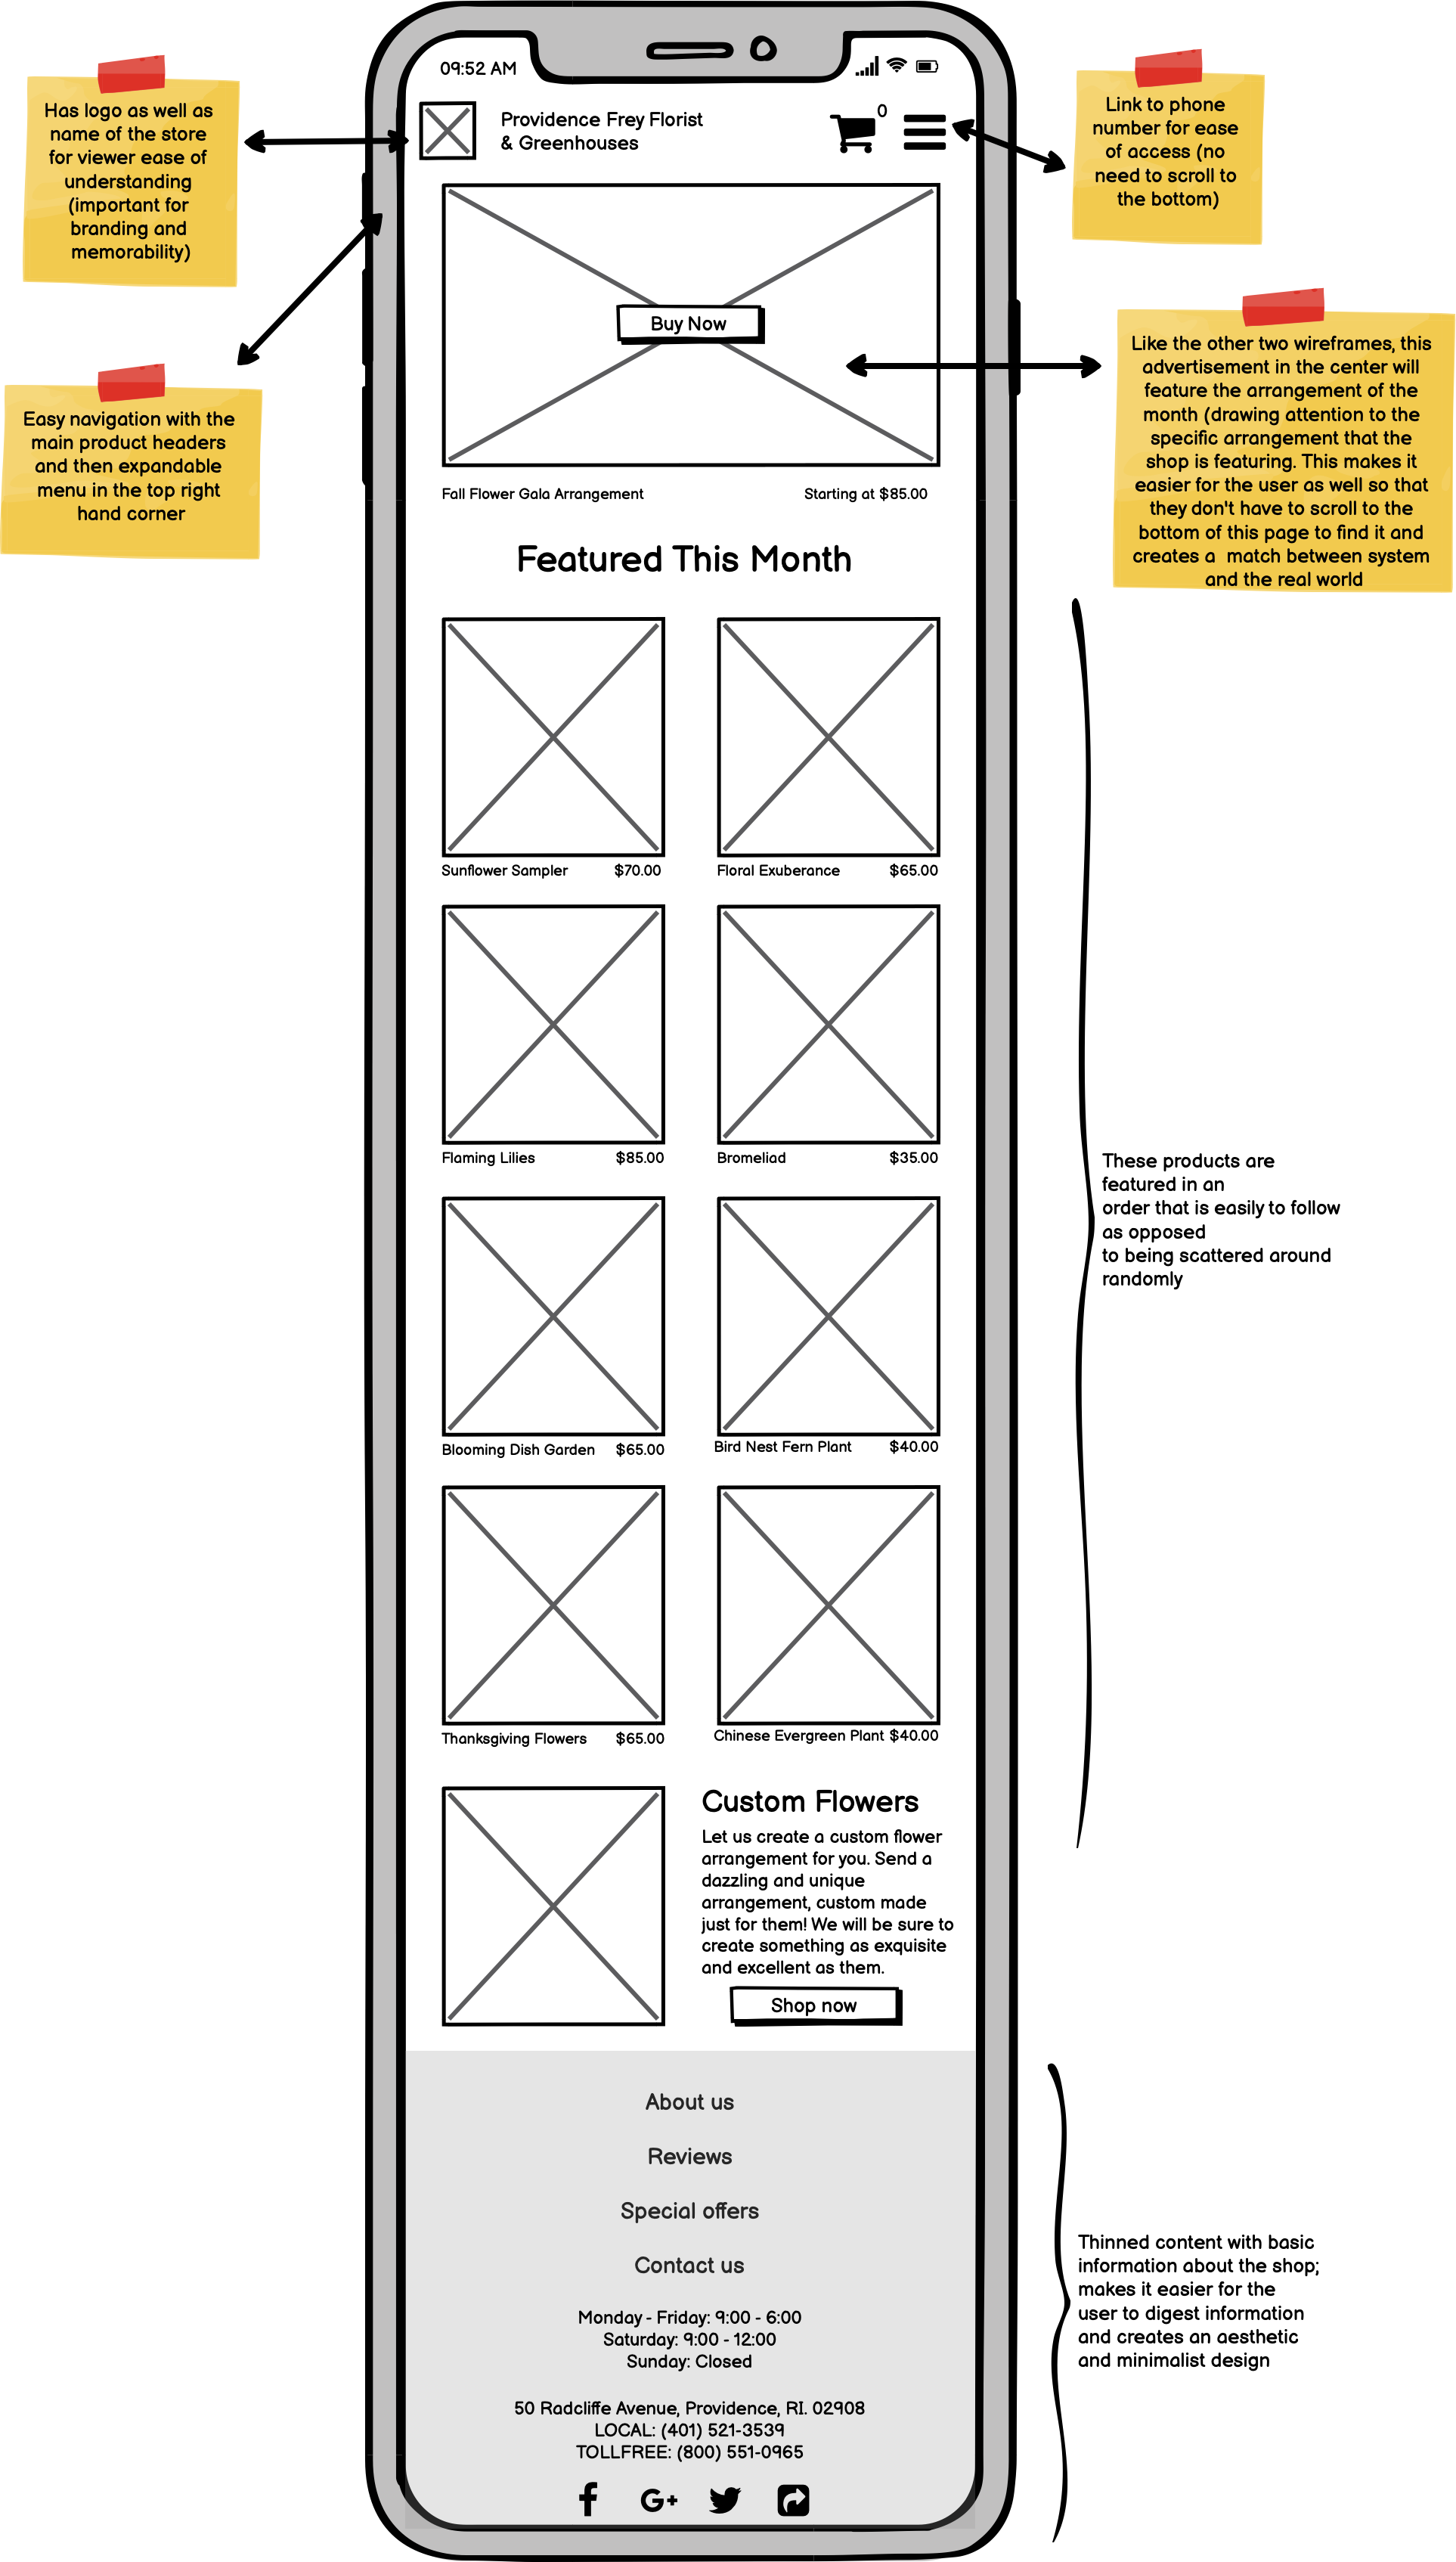 Has logo as well as
name of the store
for viewer ease of
understanding
(important for
branding and
memorability)
Easy navigation with the
main product headers
and then expandable
menu in the top right
hand corner
09:52 AM
Providence Frey Florist
& Greenhouses
0
Buy Now
Fall Flower Gala Arrangement
Starting at $85.00
Featured This Month
Sunflower Sampler $70.00
Floral Exuberance $65.00
Flaming Lilies $85.00
Bromeliad $35.00
Blooming Dish Garden $65.00
Bird Nest Fern Plant $40.00
Thanksgiving Flowers $65.00
Chinese Evergreen Plant $40.00
Custom Flowers
Let us create a custom flower
arrangement for you. Send a
dazzling and unique
arrangement, custom made
just for them! We will be sure to
create something as exquisite
and excellent as them.
Shop now
About us
Reviews
Special offers
Contact us
Monday - Friday: 9:00 - 6:00
Saturday: 9:00 - 12:00
Sunday: Closed
50 Radcliffe Avenue, Providence, RI. 02908
LOCAL: (401) 521-3539
TOLLFREE: (800) 551-0965
f G+
Link to phone
number for ease
of access (no
need to scroll to
the bottom)
Like the other two wireframes, this
advertisement in the center will
feature the arrangement of the
month (drawing attention to the
specific arrangement that the
shop is featuring. This makes it
easier for the user as well so that
they don't have to scroll to the
bottom of this page to find it and
creates a match between system
and the real world
These products are
featured in an
order that is easily to follow
as opposed
to being scattered around
randomly
Thinned content with basic
information about the shop;
makes it easier for the
user to digest information
and creates an aesthetic
and minimalist design